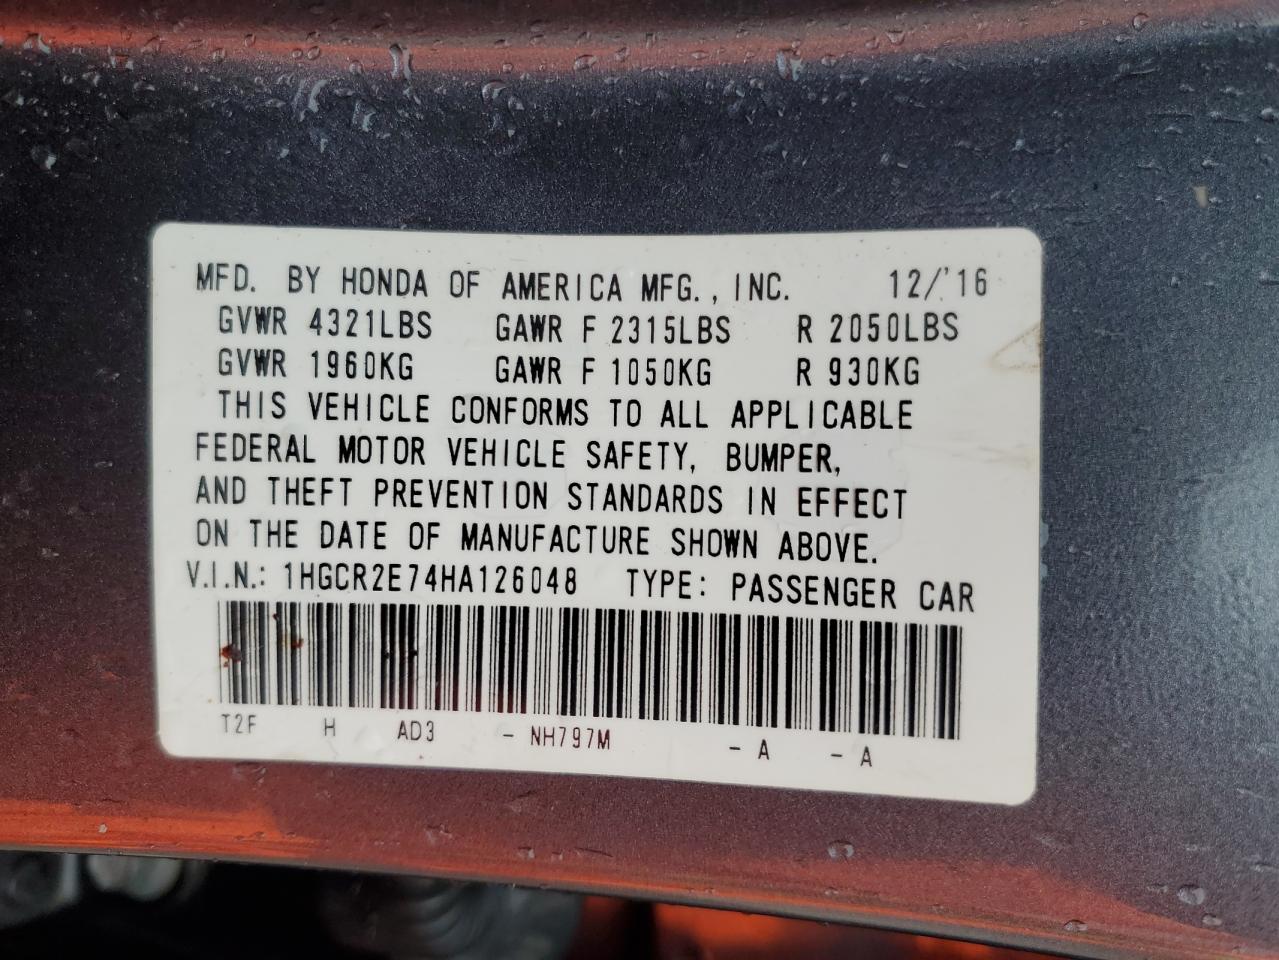 MFD. BY HONDA OF AMERICA MFG., INC. 12/'16
GVWR 4321LBS GAWR F 2315LBS R 2050LBS
GVWR 1960KG GAWR F 1050KG R 930KG
THIS VEHICLE CONFORMS TO ALL APPLICABLE
FEDERAL MOTOR VEHICLE SAFETY, BUMPER,
AND THEFT PREVENTION STANDARDS IN EFFECT
ON THE DATE OF MANUFACTURE SHOWN ABOVE.
V.I.N.: 1HGCR2E74HA126048 TYPE: PASSENGER CAR
T2F H AD3 - NH797M - A - A